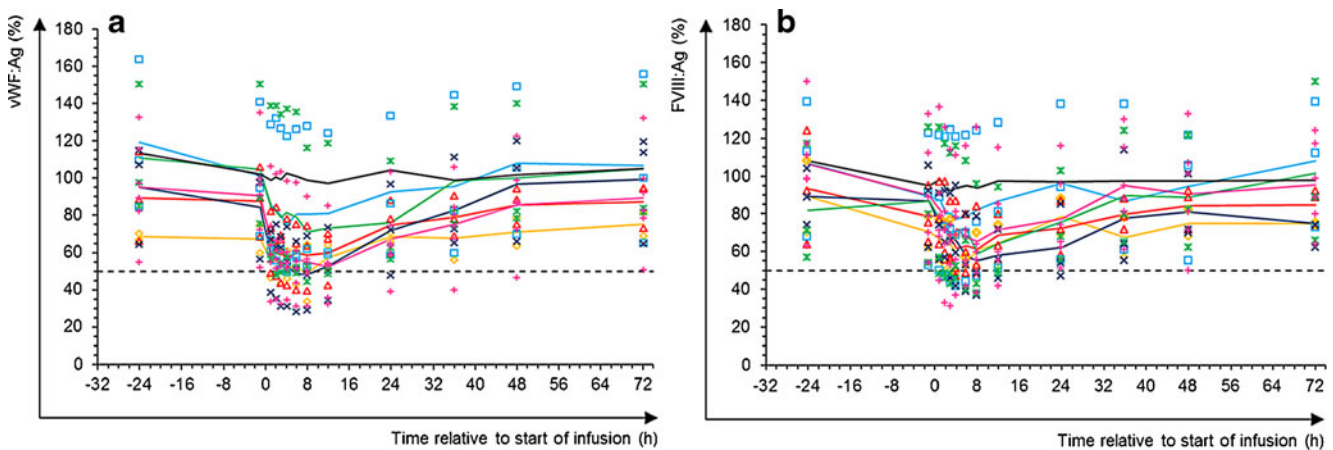 a
vWF:Ag (%)
180
160
140
120
100
80
60
40
20
0
-32 -24 -16 -8 0 8 16 24 32 40 48 56 64 72
Time relative to start of infusion (h)
b
FVIII:Ag (%)
180
160
140
120
100
80
60
40
20
0
-32 -24 -16 -8 0 8 16 24 32 36 48 56 64 72
Time relative to start of infusion (h)